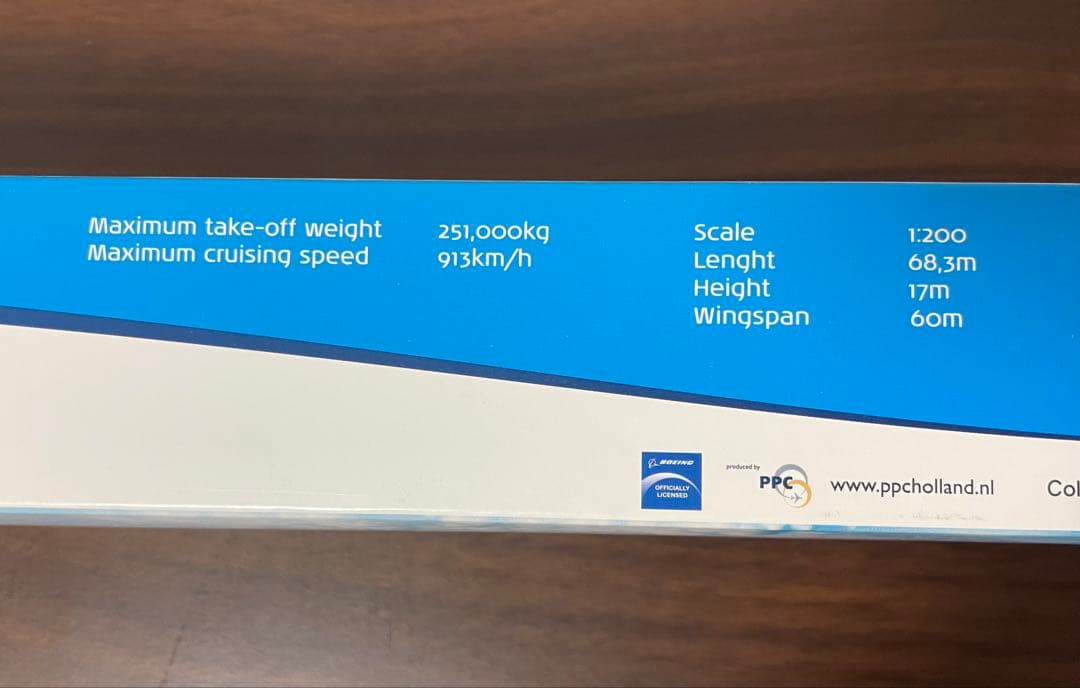 Maximum take-off weight 251,000kg
Maximum cruising speed 913km/h
Scale 1:200
Lenght 68,3m
Height 17m
Wingspan 60m
BOEING
OFFICIALLY
LICENSED
produced by
PPC
www.ppcholland.nl
Col